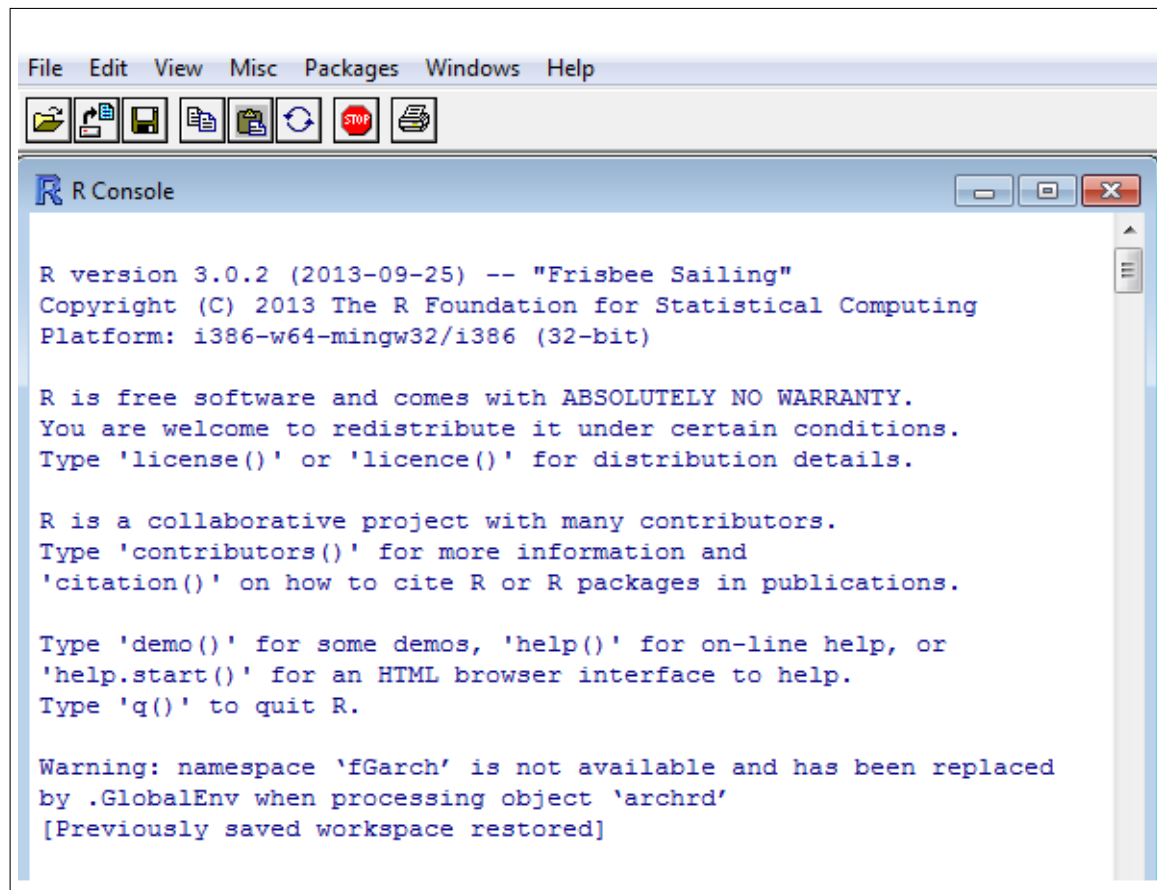 File Edit View Misc Packages Windows Help
STOP
R Console
R version 3.0.2 (2013-09-25) -- "Frisbee Sailing"
Copyright (C) 2013 The R Foundation for Statistical Computing
Platform: i386-w64-mingw32/i386 (32-bit)
R is free software and comes with ABSOLUTELY NO WARRANTY.
You are welcome to redistribute it under certain conditions.
Type 'license()' or 'licence()' for distribution details.
R is a collaborative project with many contributors.
Type 'contributors()' for more information and
'citation()' on how to cite R or R packages in publications.
Type 'demo()' for some demos, 'help()' for on-line help, or
'help.start()' for an HTML browser interface to help.
Type 'q()' to quit R.
Warning: namespace ‘fGarch’ is not available and has been replaced
by .GlobalEnv when processing object ‘archrd’
[Previously saved workspace restored]